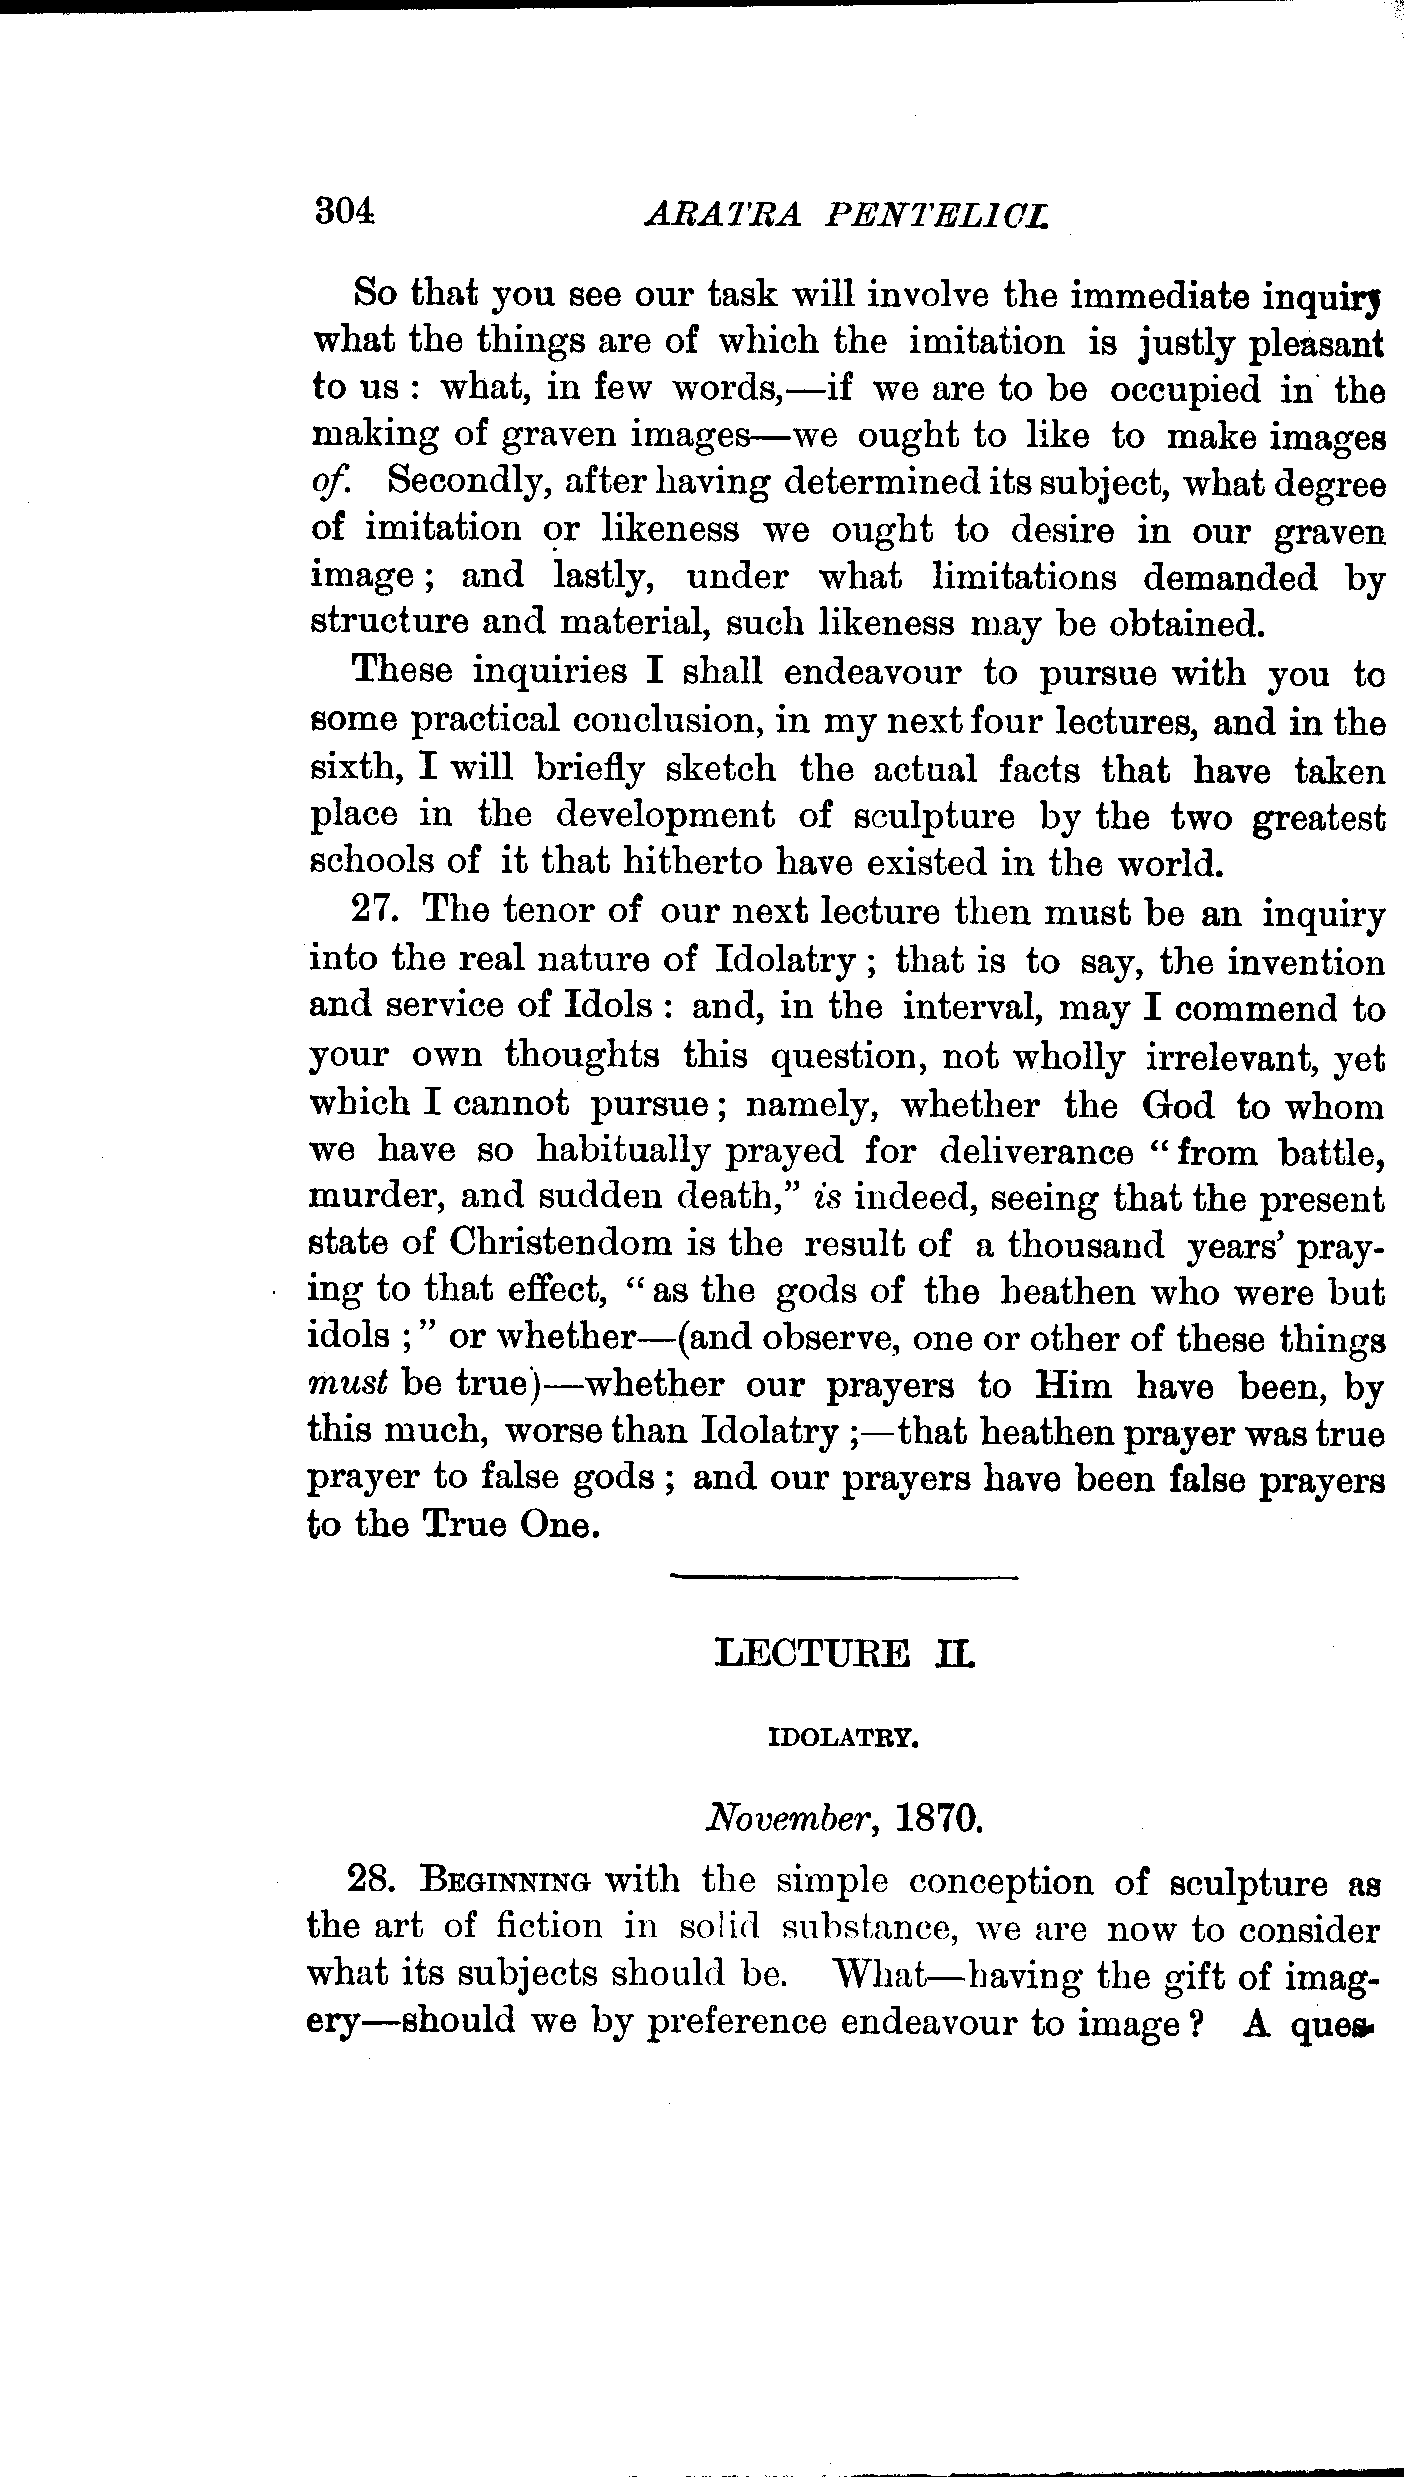 304 ARATRA PENTELICI.
So that you see our task will involve the immediate inquiry
what the things are of which the imitation is justly pleasant
to us : what, in few words,—if we are to be occupied in the
making of graven images—we ought to like to make images
of. Secondly, after having determined its subject, what degree
of imitation or likeness we ought to desire in our graven
image ; and lastly, under what limitations demanded by
structure and material, such likeness may be obtained.
These inquiries I shall endeavour to pursue with you to
some practical conclusion, in my next four lectures, and in the
sixth, I will briefly sketch the actual facts that have taken
place in the development of sculpture by the two greatest
schools of it that hitherto have existed in the world.
27. The tenor of our next lecture then must be an inquiry
into the real nature of Idolatry ; that is to say, the invention
and service of Idols : and, in the interval, may I commend to
your own thoughts this question, not wholly irrelevant, yet
which I cannot pursue ; namely, whether the God to whom
we have so habitually prayed for deliverance “ from battle,
murder, and sudden death,” is indeed, seeing that the present
state of Christendom is the result of a thousand years’ pray-
ing to that effect, “ as the gods of the heathen who were but
idols ; ” or whether—(and observe, one or other of these things
must be true)—whether our prayers to Him have been, by
this much, worse than Idolatry ;—that heathen prayer was true
prayer to false gods ; and our prayers have been false prayers
to the True One.
LECTURE II.
IDOLATRY.
November, 1870.
28. BEGINNING with the simple conception of sculpture as
the art of fiction in solid substance, we are now to consider
what its subjects should be. What—having the gift of imag-
ery—should we by preference endeavour to image ? A ques-